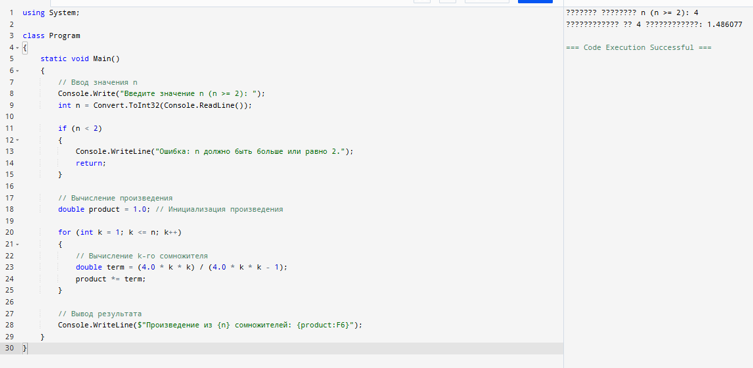 1 using System;
2
3 class Program
4 {
5 static void Main()
6 {
7 // Ввод значения n
8 Console.Write("Введите значение n (n >= 2): ");
9 int n = Convert.ToInt32(Console.ReadLine());
10
11 if (n < 2)
12 {
13 Console.WriteLine("Ошибка: n должно быть больше или равно 2.");
14 return;
15 }
16
17 // Вычисление произведения
18 double product = 1.0; // Инициализация произведения
19
20 for (int k = 1; k <= n; k++)
21 {
22 // Вычисление k-го сомножителя
23 double term = (4.0 * k * k) / (4.0 * k * k - 1);
24 product *= term;
25 }
26
27 // Вывод результата
28 Console.WriteLine($"Произведение из {n} сомножителей: {product:F6}");
29 }
30 }
??????? ???????? n (n >= 2): 4
???????????? ?? 4 ????????????: 1.486077
=== Code Execution Successful ===